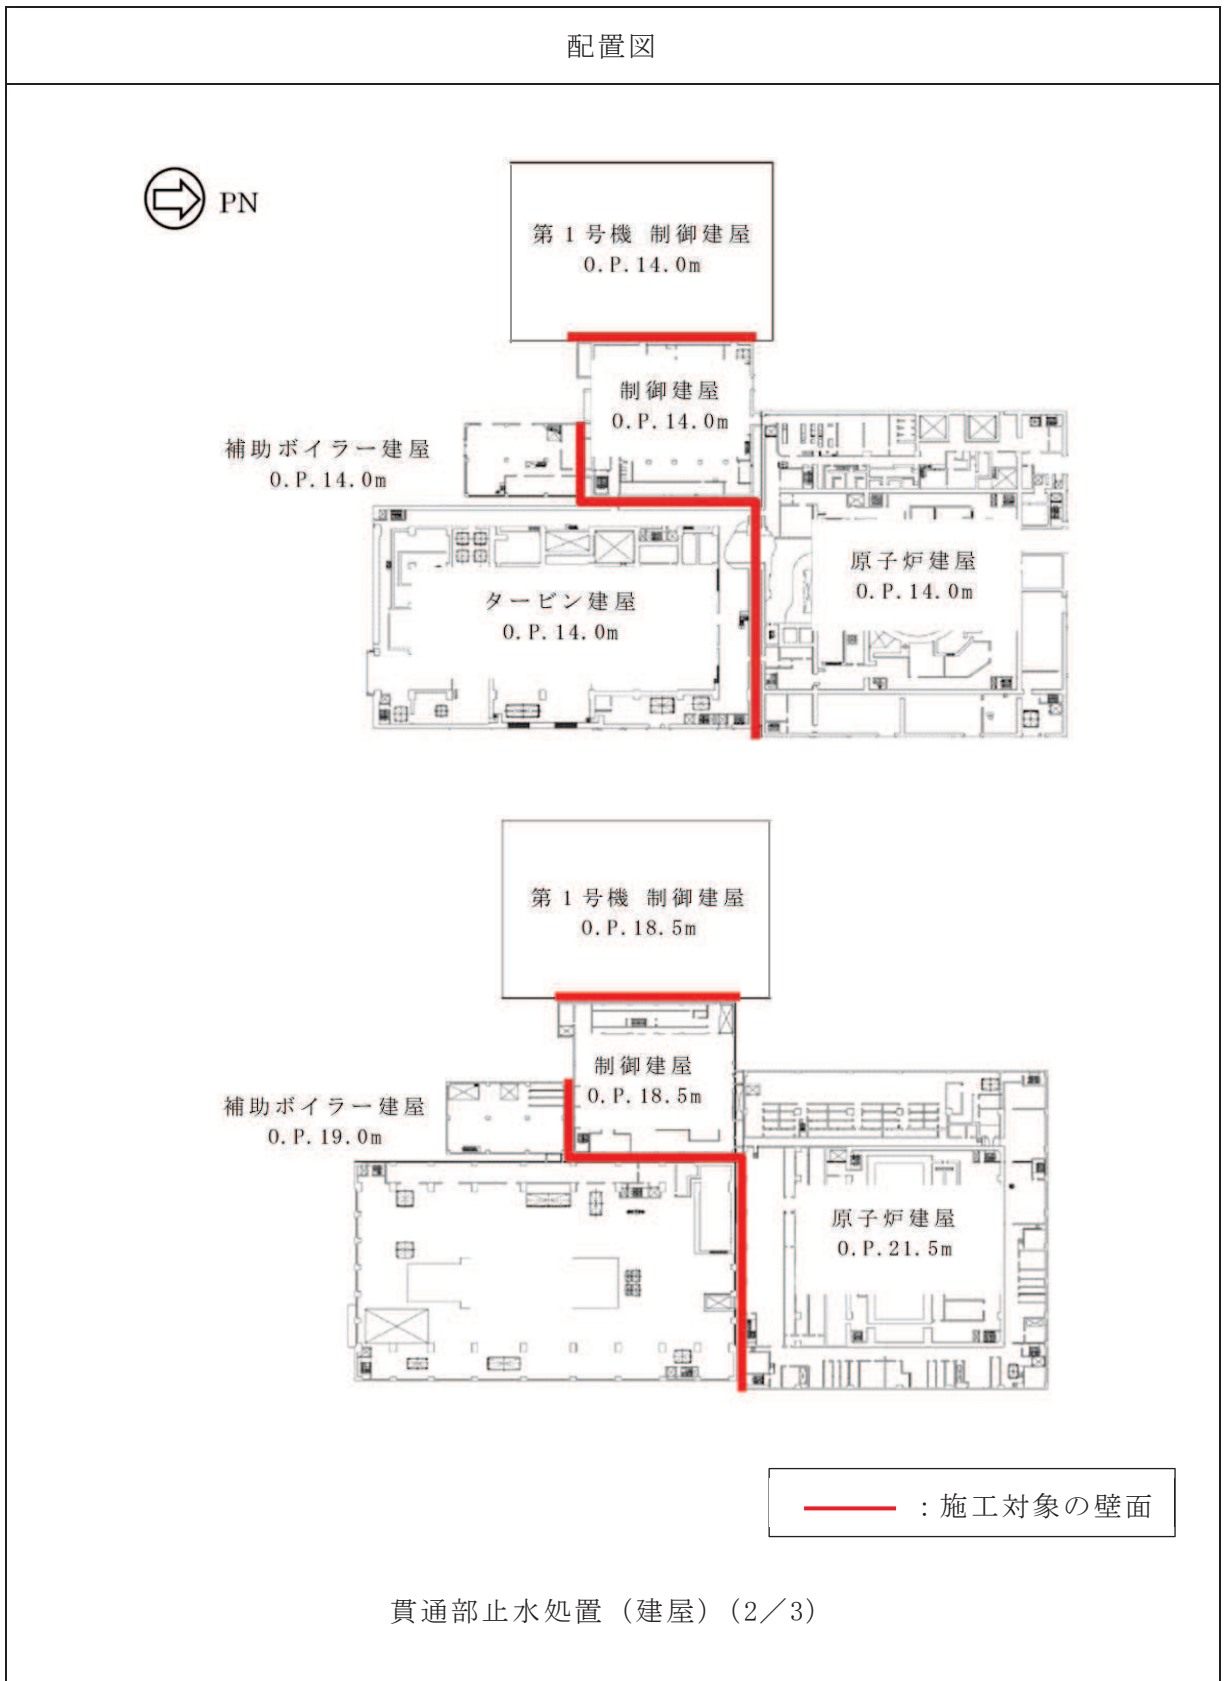 配置図
PN
第1号機 制御建屋
O.P.14.0m
制御建屋
O.P.14.0m
補助ボイラー建屋
O.P.14.0m
原子炉建屋
O.P.14.0m
タービン建屋
O.P.14.0m
第1号機 制御建屋
O.P.18.5m
制御建屋
O.P.18.5m
補助ボイラー建屋
O.P.19.0m
原子炉建屋
O.P.21.5m
：施工対象の壁面
貫通部止水処置（建屋）（2／3）